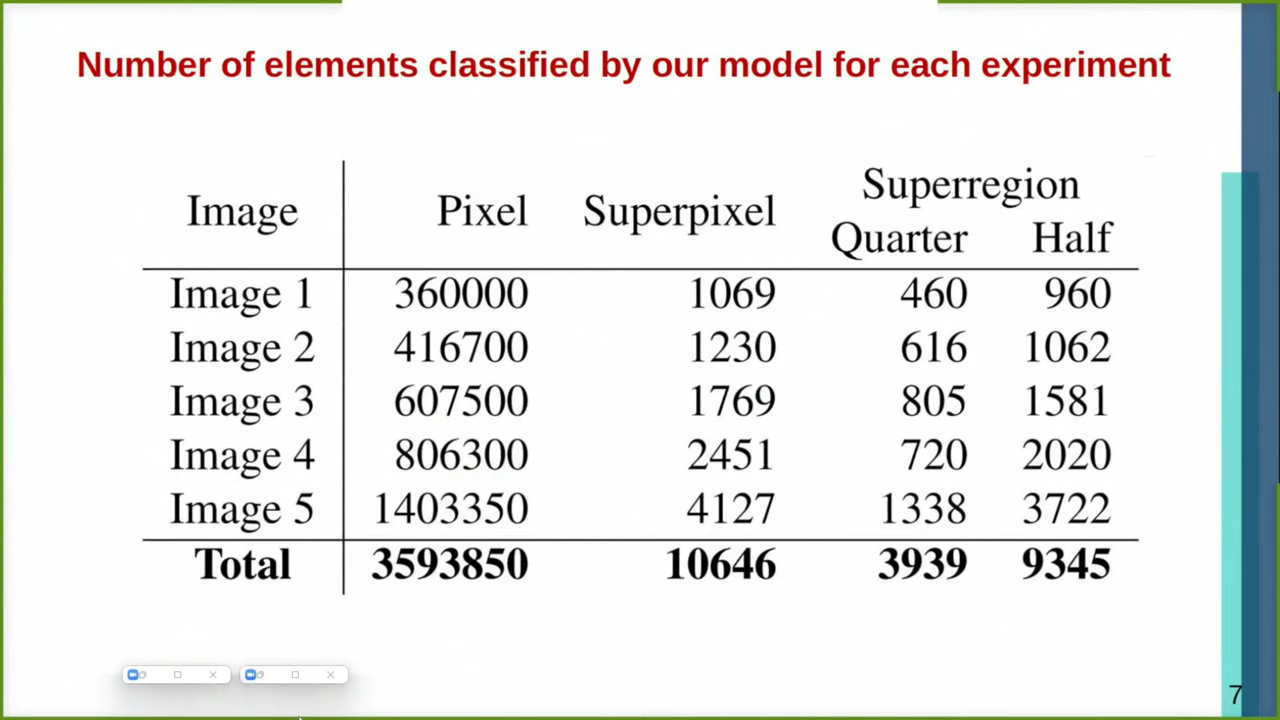 Number of elements classified by our model for each experiment
Image Pixel Superpixel Superregion
Quarter Half
Image 1 360000 1069 460 960
Image 2 416700 1230 616 1062
Image 3 607500 1769 805 1581
Image 4 806300 2451 720 2020
Image 5 1403350 4127 1338 3722
Total 3593850 10646 3939 9345
7